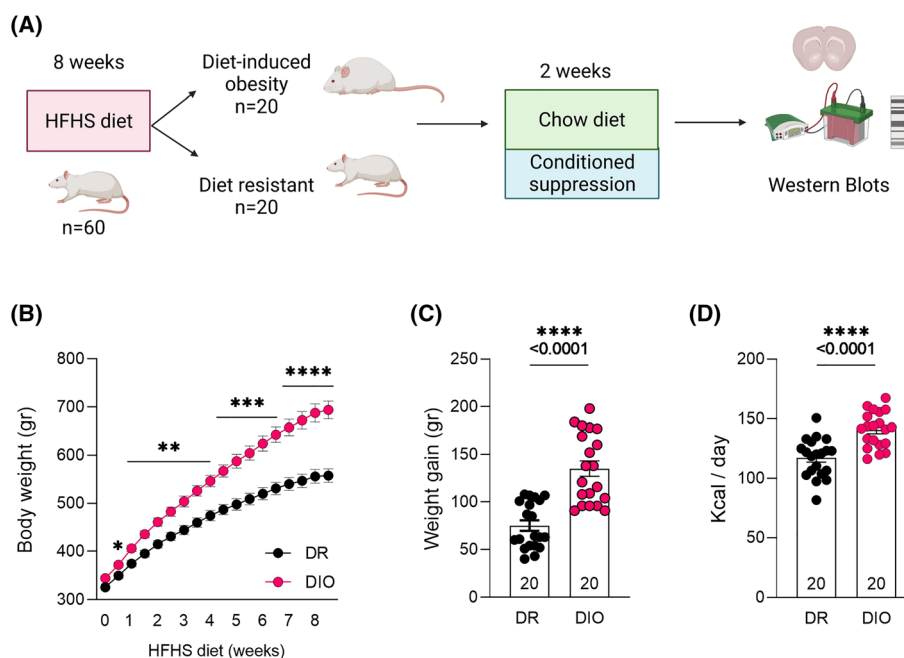 (A)
8 weeks
HFHS diet
n=60
Diet-induced
obesity
n=20
Diet resistant
n=20
2 weeks
Chow diet
Conditioned
suppression
Western Blots
(B)
Body weight (gr)
800
700
600
500
400
300
*
**
***
****
DR
DIO
0 1 2 3 4 5 6 7 8
HFHS diet (weeks)
(C)
Weight gain (gr)
250
200
150
100
50
0
****
<0.0001
20 20
DR DIO
(D)
Kcal / day
200
150
100
50
0
****
<0.0001
20 20
DR DIO